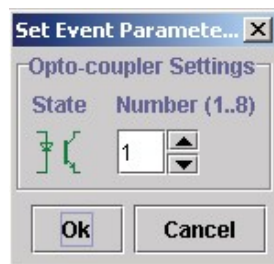 Set Event Paramete...
Opto-coupler Settings
State Number (1..8)
1
Ok Cancel